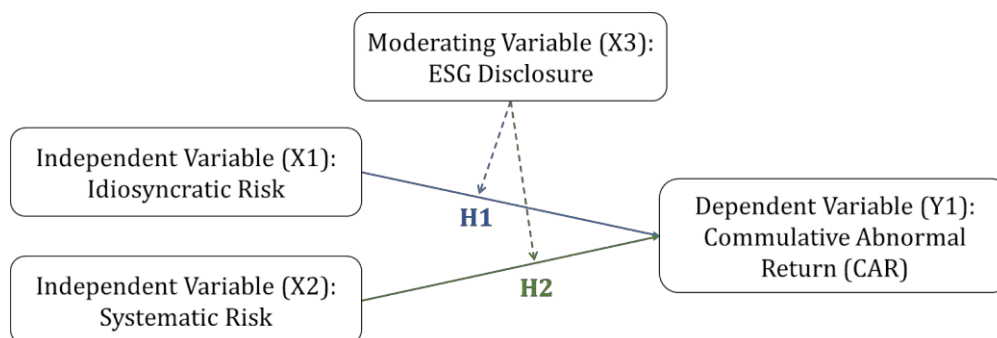 Moderating Variable (X3):
ESG Disclosure
Independent Variable (X1):
Idiosyncratic Risk
H1
Dependent Variable (Y1):
Commulative Abnormal
Return (CAR)
Independent Variable (X2):
Systematic Risk
H2